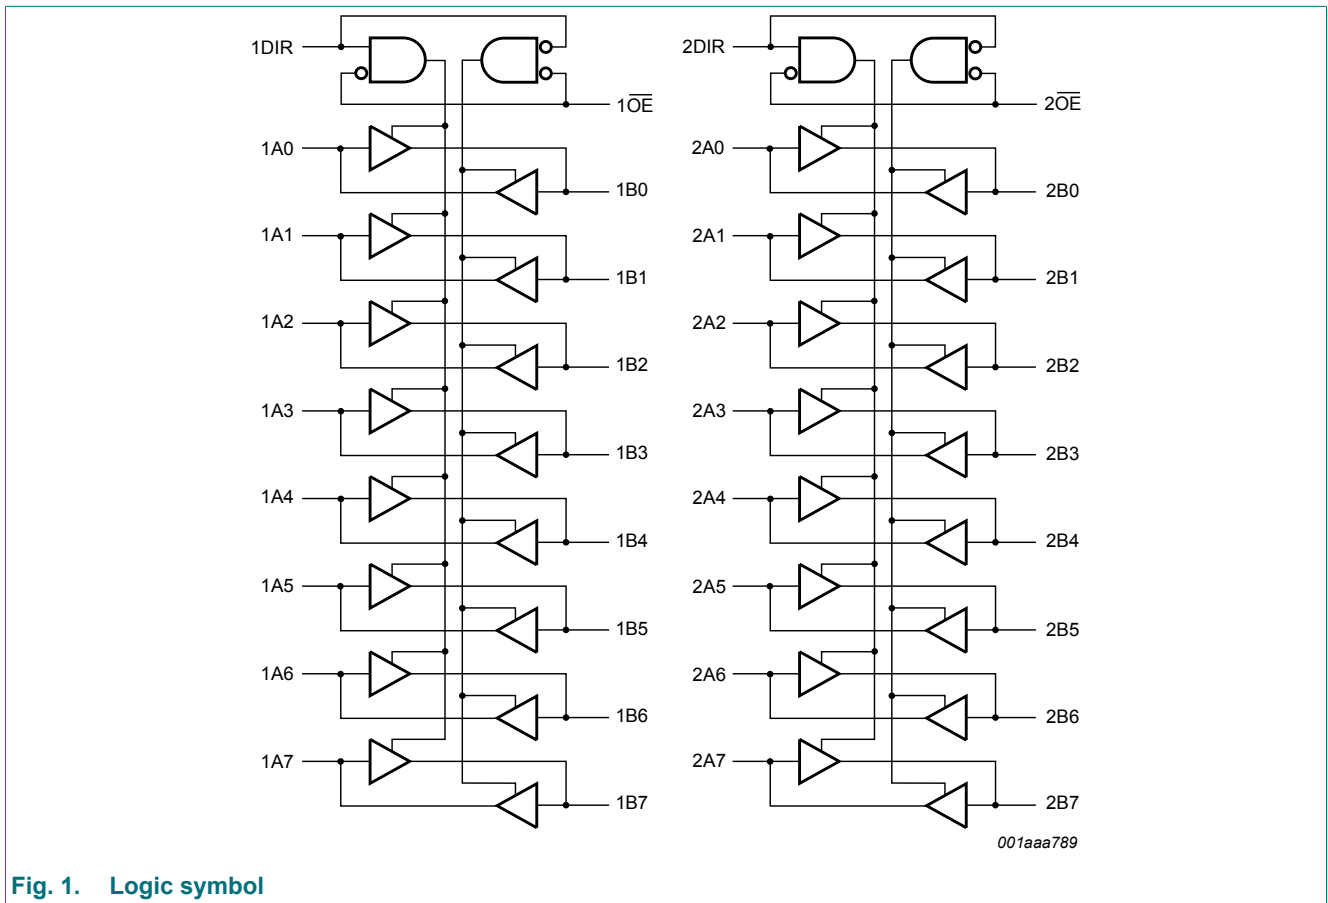 1DIR 2DIR
1O̅E̅ 2O̅E̅
1A0 2A0
1B0 2B0
1A1 2A1
1B1 2B1
1A2 2A2
1B2 2B2
1A3 2A3
1B3 2B3
1A4 2A4
1B4 2B4
1A5 2A5
1B5 2B5
1A6 2A6
1B6 2B6
1A7 2A7
1B7 2B7
001aaa789
Fig. 1. Logic symbol